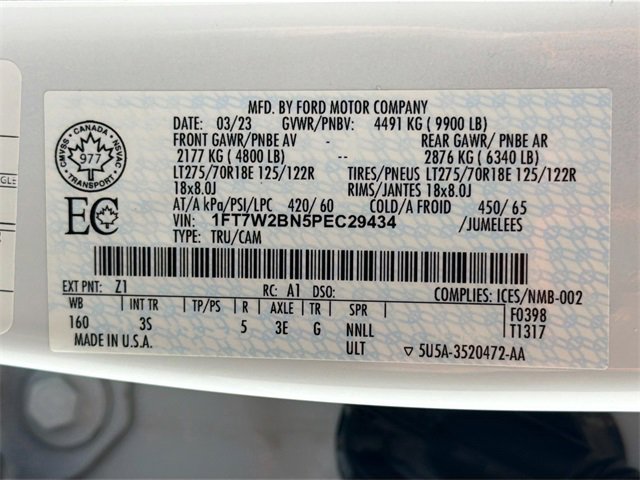 MFD. BY FORD MOTOR COMPANY
DATE: 03/23 GVWR/PNBV: 4491 KG ( 9900 LB)
FRONT GAWR/PNBE AV - REAR GAWR/ PNBE AR
2177 KG ( 4800 LB) -- 2876 KG ( 6340 LB)
LT275/70R18E 125/122R TIRES/PNEUS LT275/70R18E 125/122R
18x8.0J RIMS/JANTES 18x8.0J
AT/A kPa/PSI/LPC 420/ 60 COLD/A FROID 450/ 65
VIN: 1FT7W2BN5PEC29434 /JUMELEES
TYPE: TRU/CAM
CANADA
CMVSS NSVAC
977
TRANSPORT
EC
EXT PNT: Z1 RC: A1 DSO: COMPLIES: ICES/NMB-002
WB INT TR TP/PS R AXLE TR SPR F0398
160 3S 5 3E G NNLL T1317
MADE IN U.S.A. ULT ▽ 5U5A-3520472-AA
GLE